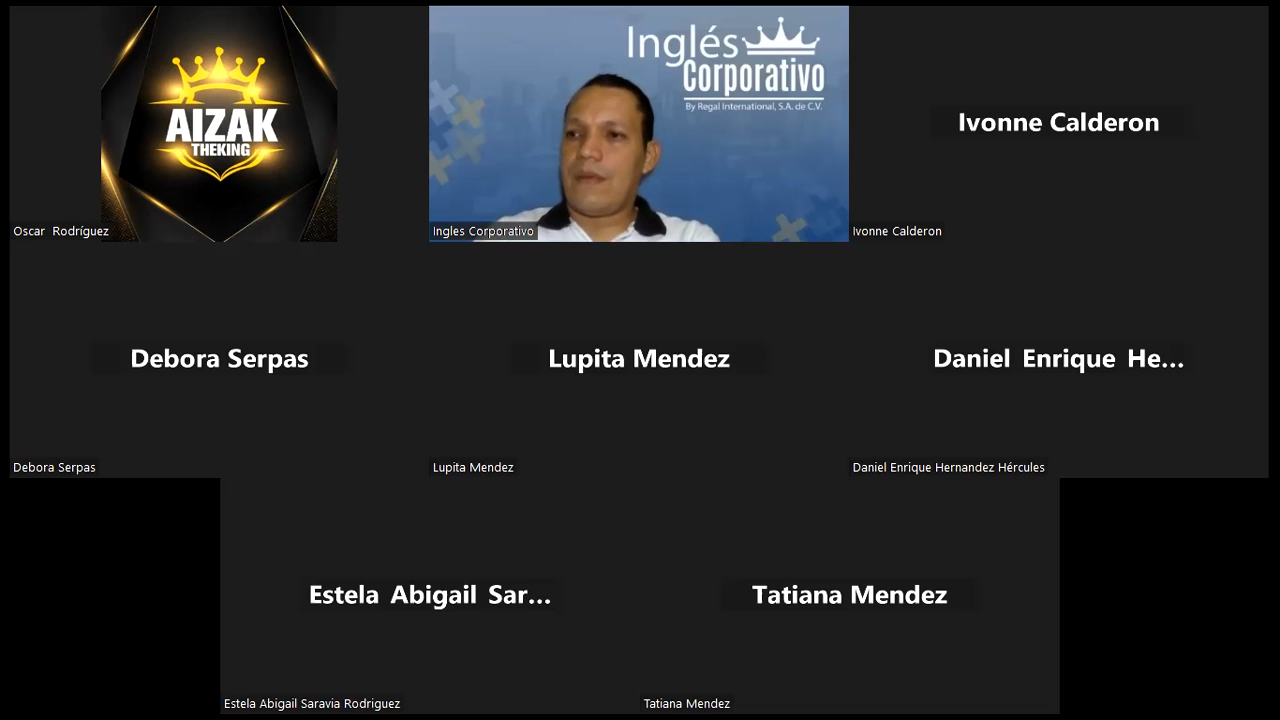 AIZAK
THEKING
Oscar Rodríguez
Inglés
Corporativo
By Regal International, S.A. de C.V.
Ingles Corporativo
Ivonne Calderon
Ivonne Calderon
Debora Serpas
Debora Serpas
Lupita Mendez
Lupita Mendez
Daniel Enrique He...
Daniel Enrique Hernandez Hércules
Estela Abigail Sar...
Estela Abigail Saravia Rodriguez
Tatiana Mendez
Tatiana Mendez